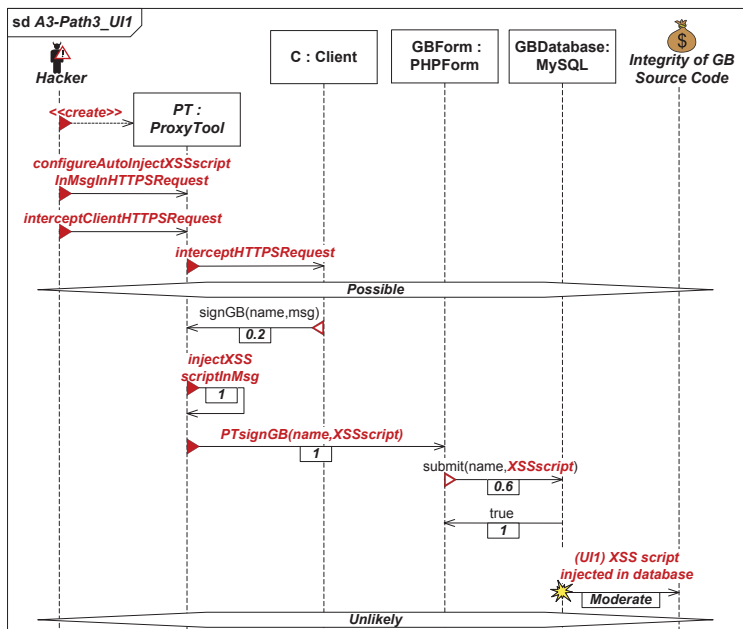 sd A3-Path3_UI1
Hacker
C : Client
GBForm :
PHPForm
GBDatabase:
MySQL
$
Integrity of GB
Source Code
<<create>>
PT :
ProxyTool
configureAutoInjectXSSscript
InMsgInHTTPSRequest
interceptClientHTTPSRequest
interceptHTTPSRequest
Possible
signGB(name,msg)
0.2
injectXSS
scriptInMsg
1
PTsignGB(name,XSSscript)
1
submit(name,XSSscript)
0.6
true
1
(UI1) XSS script
injected in database
Moderate
Unlikely